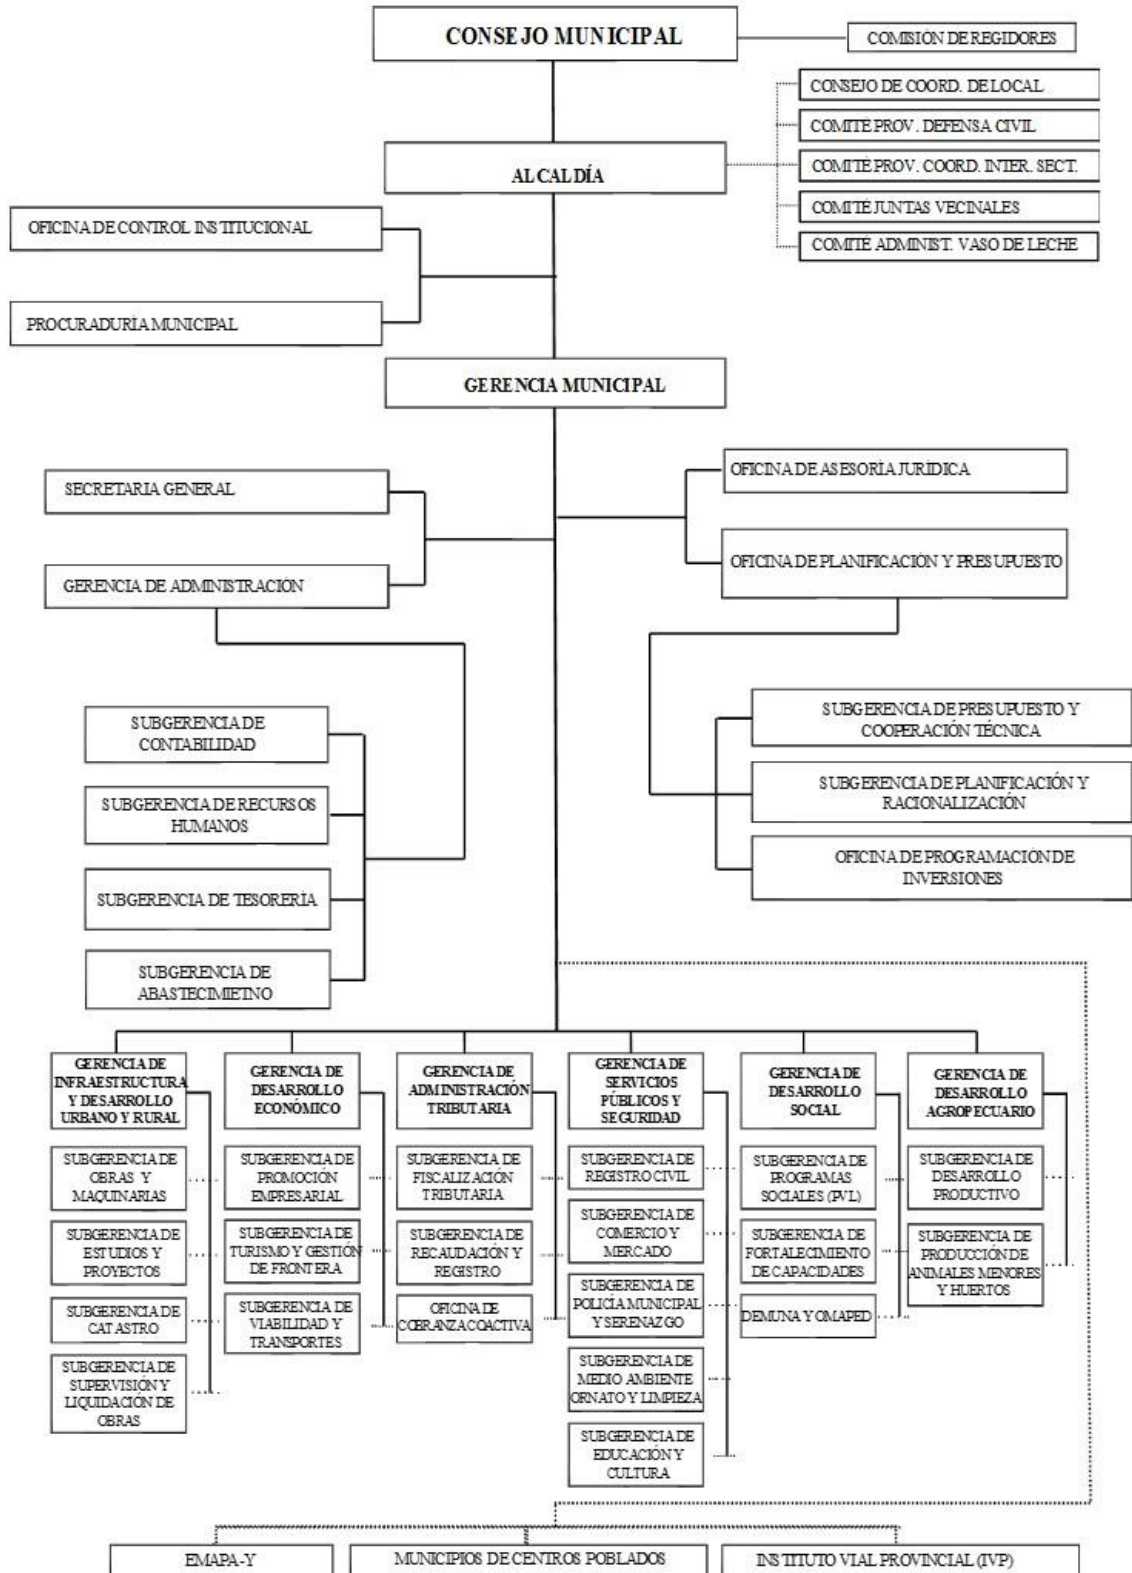 CONSEJO MUNICIPAL
COMISIÓN DE REGIDORES
CONSEJO DE COORD. DE LOCAL
COMITÉ PROV. DEFENSA CIVIL
ALCALDÍA
COMITÉ PROV. COORD. INTER. SECT.
COMITÉ JUNTAS VECINALES
COMITÉ ADMINIST. VASO DE LECHE
OFICINA DE CONTROL INSTITUCIONAL
PROCURADURÍA MUNICIPAL
GERENCIA MUNICIPAL
SECRETARIA GENERAL
OFICINA DE ASESORÍA JURÍDICA
GERENCIA DE ADMINISTRACIÓN
OFICINA DE PLANIFICACIÓN Y PRESUPUESTO
SUBGERENCIA DE
CONTABILIDAD
SUBGERENCIA DE RECURSOS
HUMANOS
SUBGERENCIA DE TESORERÍA
SUBGERENCIA DE
ABASTECIMIETNO
SUBGERENCIA DE PRESUPUESTO Y
COOPERACIÓN TÉCNICA
SUBGERENCIA DE PLANIFICACIÓN Y
RACIONALIZACIÓN
OFICINA DE PROGRAMACIÓN DE
INVERSIONES
GERENCIA DE
INFRAESTRUCTURA
Y DESARROLLO
URBANO Y RURAL
SUBGERENCIA DE
OBRAS Y
MAQUINARIAS
SUBGERENCIA DE
ESTUDIOS Y
PROYECTOS
SUBGERENCIA DE
CATASTRO
SUBGERENCIA DE
SUPERVISIÓN Y
LIQUIDACIÓN DE
OBRAS
GERENCIA DE
DESARROLLO
ECONÓMICO
SUBGERENCIA DE
PROMOCIÓN
EMPRESARIAL
SUBGERENCIA DE
TURISMO Y GESTIÓN
DE FRONTERA
SUBGERENCIA DE
VIABILIDAD Y
TRANSPORTES
GERENCIA DE
ADMINISTRACIÓN
TRIBUTARIA
SUBGERENCIA DE
FISCALIZACIÓN
TRIBUTARIA
SUBGERENCIA DE
RECAUDACIÓN Y
REGISTRO
OFICINA DE
COBRANZA COACTIVA
GERENCIA DE
SERVICIOS
PÚBLICOS Y
SEGURIDAD
SUBGERENCIA DE
REGISTRO CIVIL
SUBGERENCIA DE
COMERCIO Y
MERCADO
SUBGERENCIA DE
POLICÍA MUNICIPAL
Y SERENAZGO
SUBGERENCIA DE
MEDIO AMBIENTE
ORNATO Y LIMPIEZA
SUBGERENCIA DE
EDUCACIÓN Y
CULTURA
GERENCIA DE
DESARROLLO
SOCIAL
SUBGERENCIA DE
PROGRAMAS
SOCIALES (PVL)
SUBGERENCIA DE
FORTALECIMIENTO
DE CAPACIDADES
DEMUNA Y OMAPED
GERENCIA DE
DESARROLLO
AGROPECUARIO
SUBGERENCIA DE
DESARROLLO
PRODUCTIVO
SUBGERENCIA DE
PRODUCCIÓN DE
ANIMALES MENORES
Y HUERTOS
EMAPA-Y
MUNICIPIOS DE CENTROS POBLADOS
INSTITUTO VIAL PROVINCIAL (IVP)